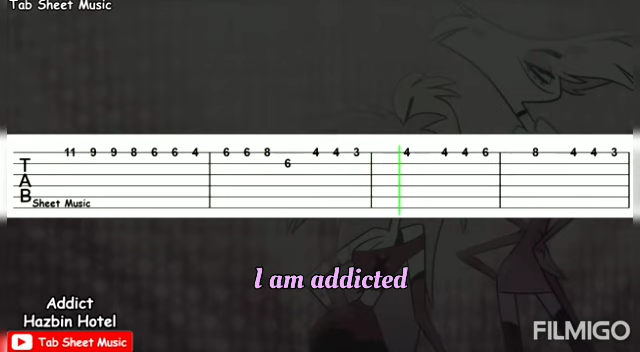 Tab Sheet Music
11 9 9 8 6 6 4 6 6 8 6 4 4 3 4 4 4 6 8 4 4 3
T
A
B
Sheet Music
I am addicted
Addict
Hazbin Hotel
Tab Sheet Music
FILMIGO